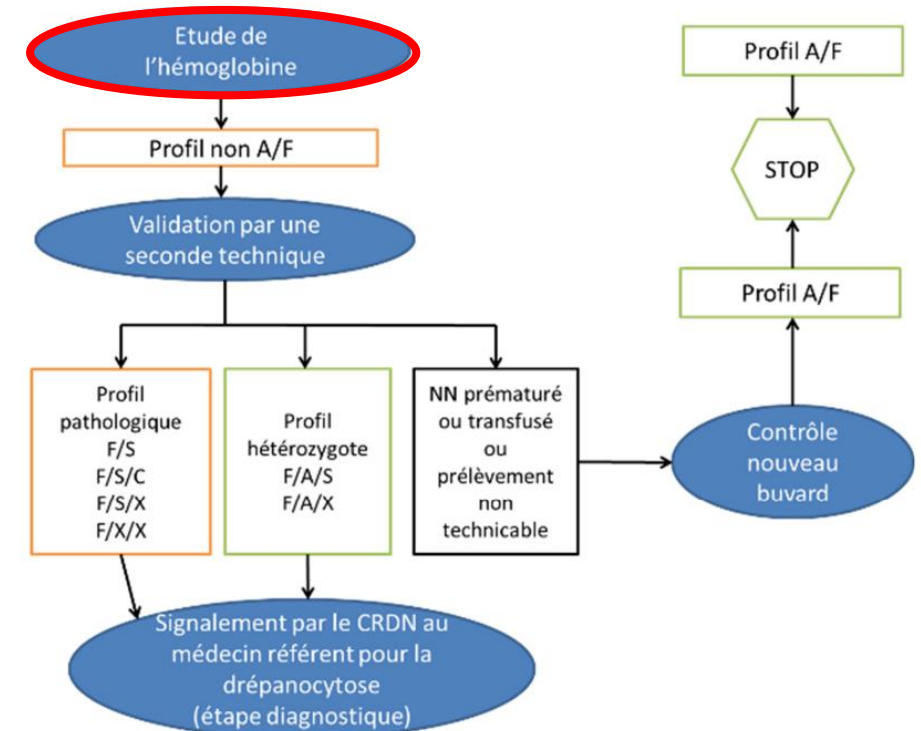 Etude de
l'hémoglobine
Profil non A/F
Validation par une
seconde technique
Profil
pathologique
F/S
F/S/C
F/S/X
F/X/X
Profil
hétérozygote
F/A/S
F/A/X
NN prématuré
ou transfusé
ou
prélèvement
non
technicable
Signalement par le CRDN au
médecin référent pour la
drépanocytose
(étape diagnostique)
Profil A/F
STOP
Profil A/F
Contrôle
nouveau
buvard